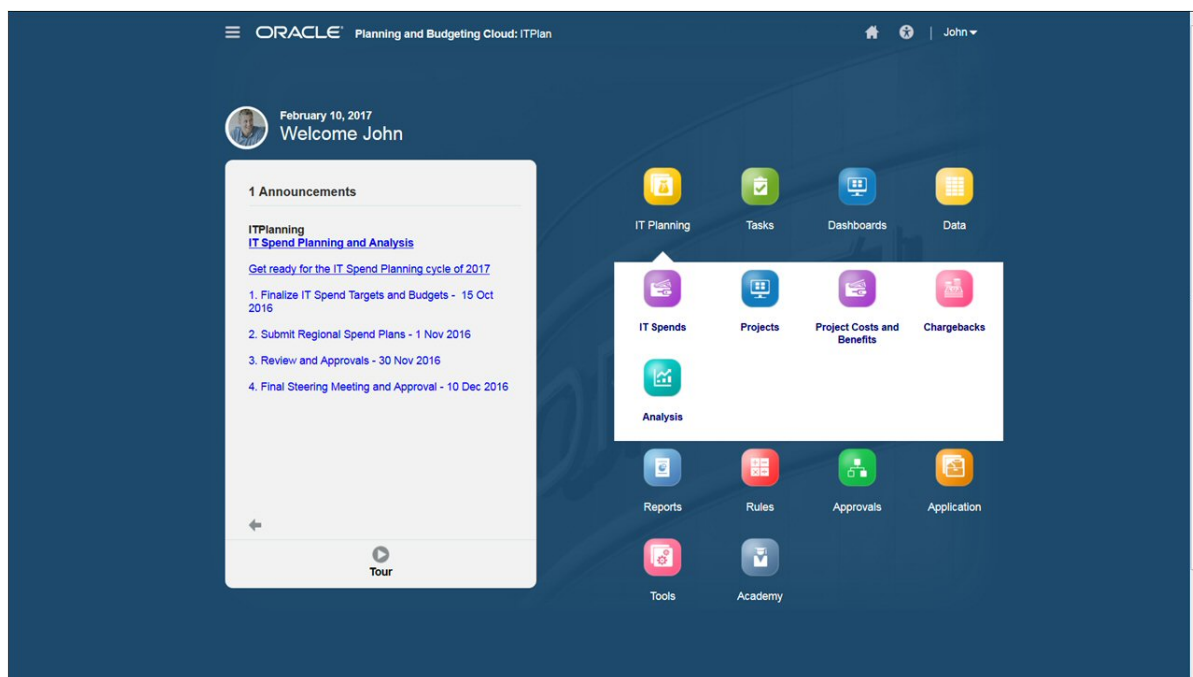 ORACLE® Planning and Budgeting Cloud: ITPlan
John
February 10, 2017
Welcome John
1 Announcements
ITPlanning
IT Spend Planning and Analysis
Get ready for the IT Spend Planning cycle of 2017
1. Finalize IT Spend Targets and Budgets - 15 Oct
2016
2. Submit Regional Spend Plans - 1 Nov 2016
3. Review and Approvals - 30 Nov 2016
4. Final Steering Meeting and Approval - 10 Dec 2016
Tour
IT Planning
Tasks
Dashboards
Data
IT Spends
Projects
Project Costs and
Benefits
Chargebacks
Analysis
Reports
Rules
Approvals
Application
Tools
Academy